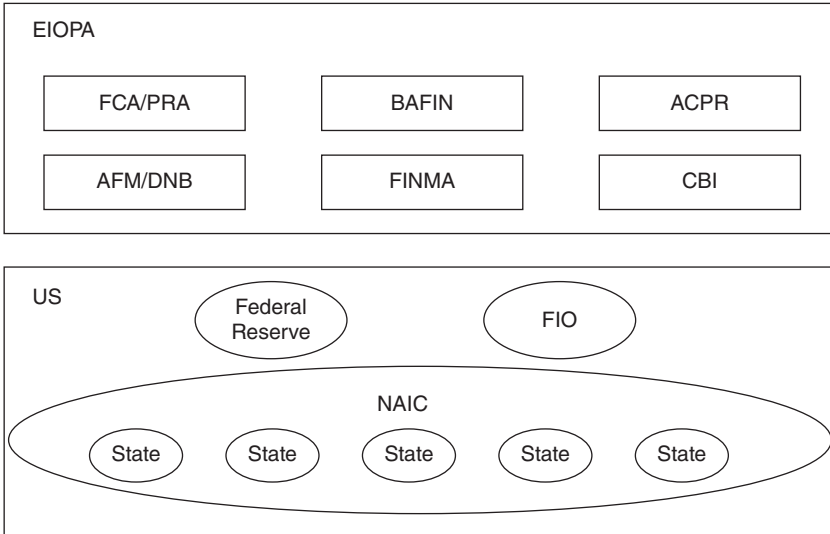 EIOPA
FCA/PRA
BAFIN
ACPR
AFM/DNB
FINMA
CBI
US
Federal
Reserve
FIO
NAIC
State
State
State
State
State